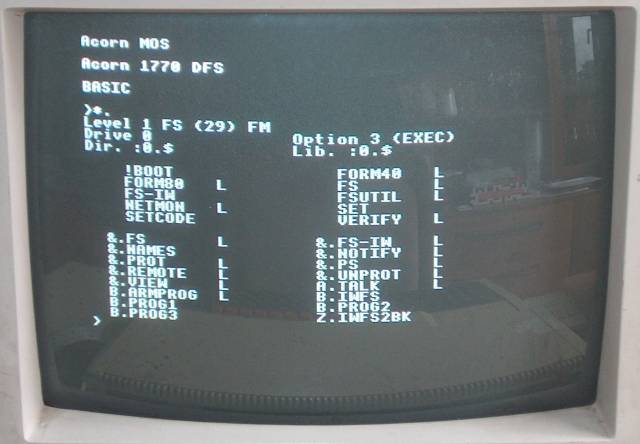 Acorn MOS
Acorn 1770 DFS
BASIC
>*.
Level 1 FS (29) FM
Drive 0 Option 3 (EXEC)
Dir. :0.$ Lib. :0.$
!BOOT FORM40 L
FORM80 L FS L
FS-IW FSUTIL L
NETMON L SET
SETCODE VERIFY L
&.FS L &.FS-IW L
&.NAMES &.NOTIFY L
&.PROT L &.PS L
&.REMOTE L &.UNPROT L
&.VIEW L A.TALK L
B.ARMPROG L B.IWFS
B.PROG1 B.PROG2
B.PROG3 Z.IWFS2BK
>